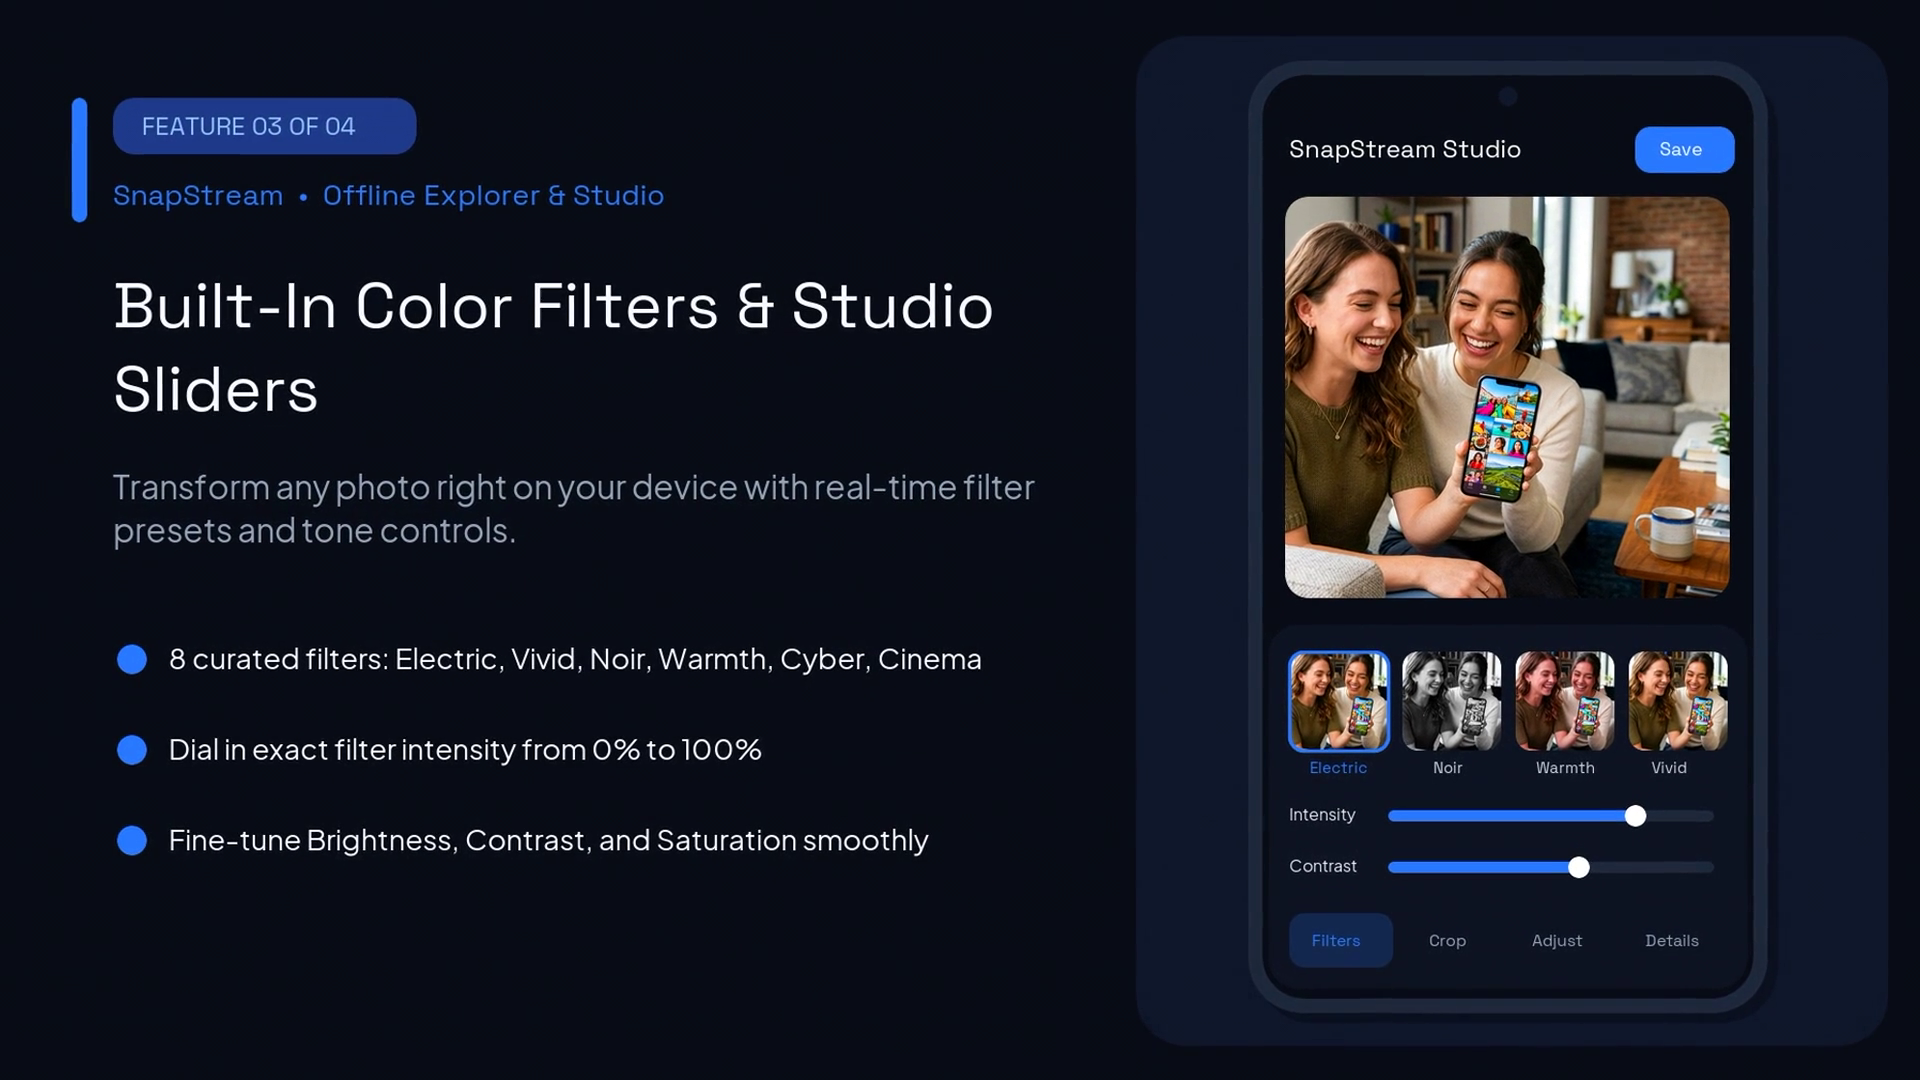 FEATURE 03 OF 04
SnapStream • Offline Explorer & Studio
Built-In Color Filters & Studio
Sliders
Transform any photo right on your device with real-time filter
presets and tone controls.
8 curated filters: Electric, Vivid, Noir, Warmth, Cyber, Cinema
Dial in exact filter intensity from 0% to 100%
Fine-tune Brightness, Contrast, and Saturation smoothly
SnapStream Studio
Save
Electric
Noir
Warmth
Vivid
Intensity
Contrast
Filters
Crop
Adjust
Details